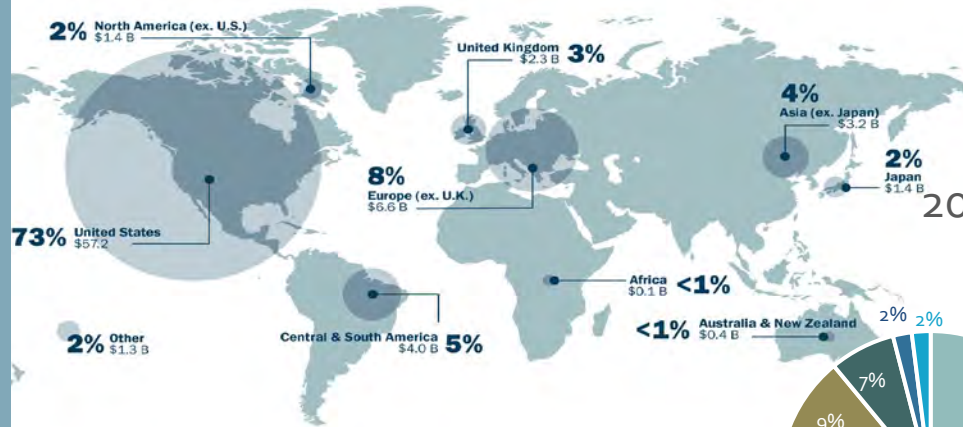 2% North America (ex. U.S.)
$1.4 B
United Kingdom 3%
$2.3 B
4%
Asia (ex. Japan)
$3.2 B
2%
Japan
$1.4 B
8%
Europe (ex. U.K.)
$6.6 B
20
73% United States
$57.2
Africa <1%
$0.1 B
2% Other
$1.3 B
Central & South America 5%
$4.0 B
<1% Australia & New Zealand
$0.4 B
2% 2%
7%
9%